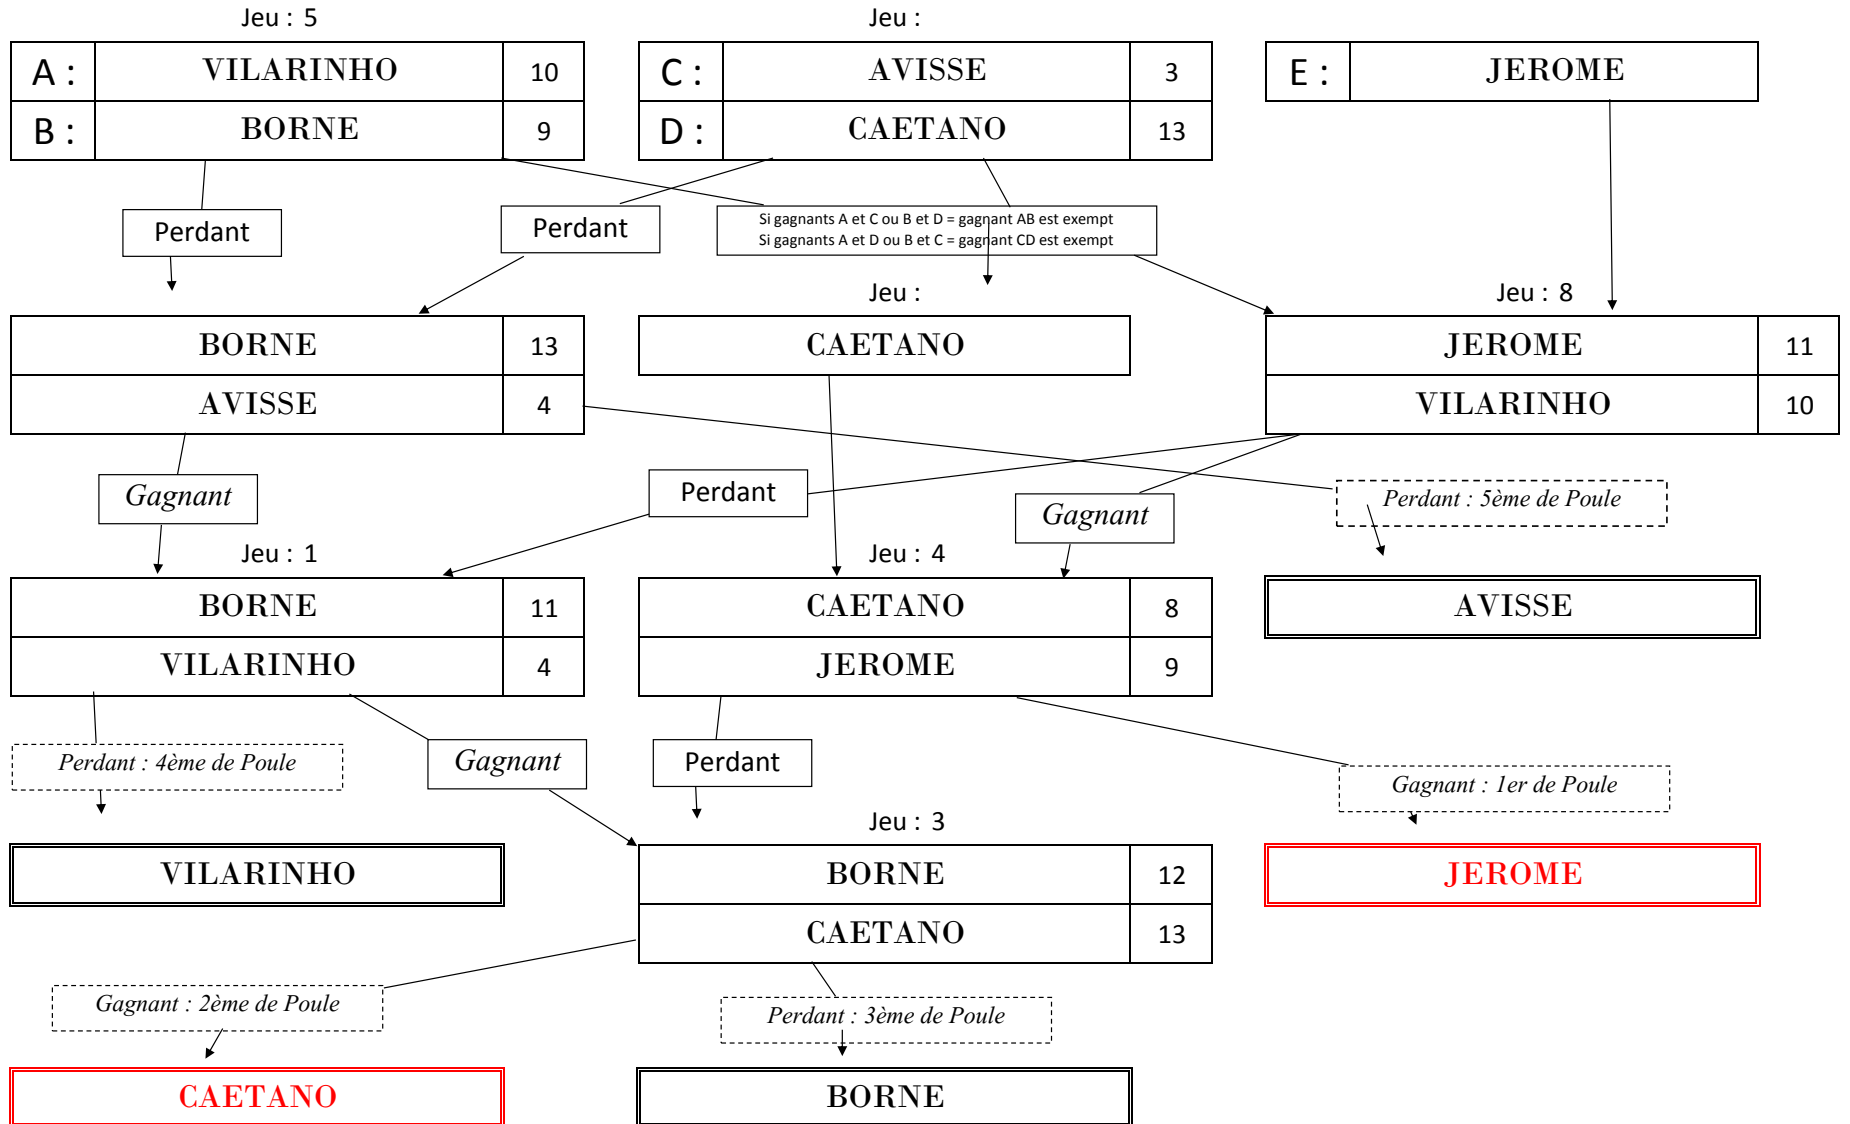 Jeu : 5
Jeu :
A : VILARINHO 10
C : AVISSE 3
E : JEROME
B : BORNE 9
D : CAETANO 13
Perdant
Perdant
Si gagnants A et C ou B et D = gagnant AB est exempt
Si gagnants A et D ou B et C = gagnant CD est exempt
Jeu :
Jeu : 8
BORNE 13
CAETANO
JEROME 11
AVISSE 4
VILARINHO 10
Gagnant
Perdant
Gagnant
Perdant : 5ème de Poule
Jeu : 1
Jeu : 4
BORNE 11
CAETANO 8
AVISSE
VILARINHO 4
JEROME 9
Perdant : 4ème de Poule
Gagnant
Perdant
Gagnant : 1er de Poule
Jeu : 3
VILARINHO
BORNE 12
JEROME
CAETANO 13
Gagnant : 2ème de Poule
Perdant : 3ème de Poule
CAETANO
BORNE